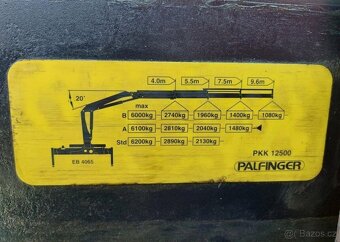 4.0m 5.5m 7.5m 9.6m
20°
max
B 6000kg 2740kg 1960kg 1400kg 1080kg
A 6100kg 2810kg 2040kg 1480kg
Std 6200kg 2890kg 2130kg
EB 4065
PKK 12500
PALFINGER
Bazoš.cz